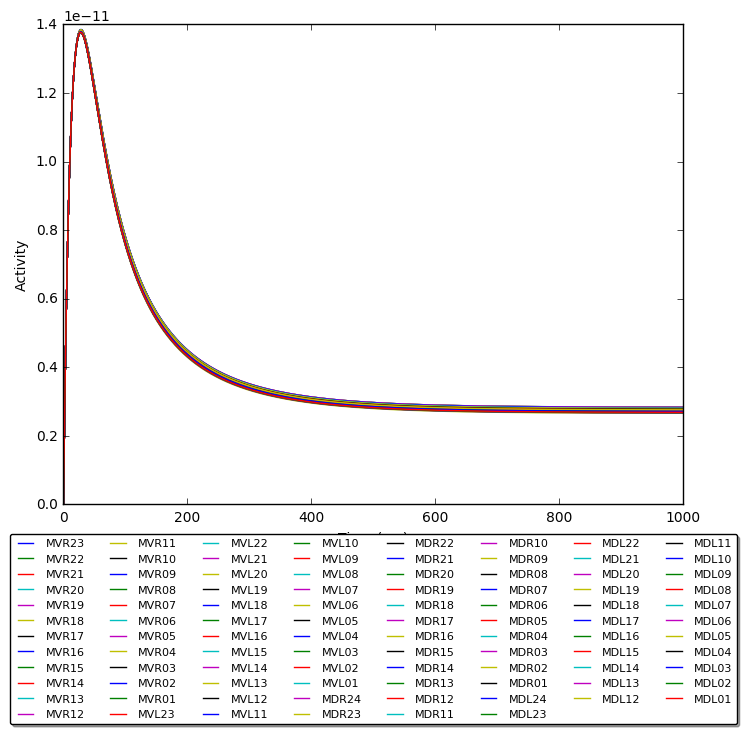 1e−11
1.4
1.2
1.0
0.8
0.6
0.4
0.2
0.0
Activity
0 200 400 600 800 1000
MVR23 MVR11 MVL22 MVL10 MDR22 MDR10 MDL22 MDL11
MVR22 MVR10 MVL21 MVL09 MDR21 MDR09 MDL21 MDL10
MVR21 MVR09 MVL20 MVL08 MDR20 MDR08 MDL20 MDL09
MVR20 MVR08 MVL19 MVL07 MDR19 MDR07 MDL19 MDL08
MVR19 MVR07 MVL18 MVL06 MDR18 MDR06 MDL18 MDL07
MVR18 MVR06 MVL17 MVL05 MDR17 MDR05 MDL17 MDL06
MVR17 MVR05 MVL16 MVL04 MDR16 MDR04 MDL16 MDL05
MVR16 MVR04 MVL15 MVL03 MDR15 MDR03 MDL15 MDL04
MVR15 MVR03 MVL14 MVL02 MDR14 MDR02 MDL14 MDL03
MVR14 MVR02 MVL13 MVL01 MDR13 MDR01 MDL13 MDL02
MVR13 MVR01 MVL12 MDR24 MDR12 MDL24 MDL12 MDL01
MVR12 MVL23 MVL11 MDR23 MDR11 MDL23